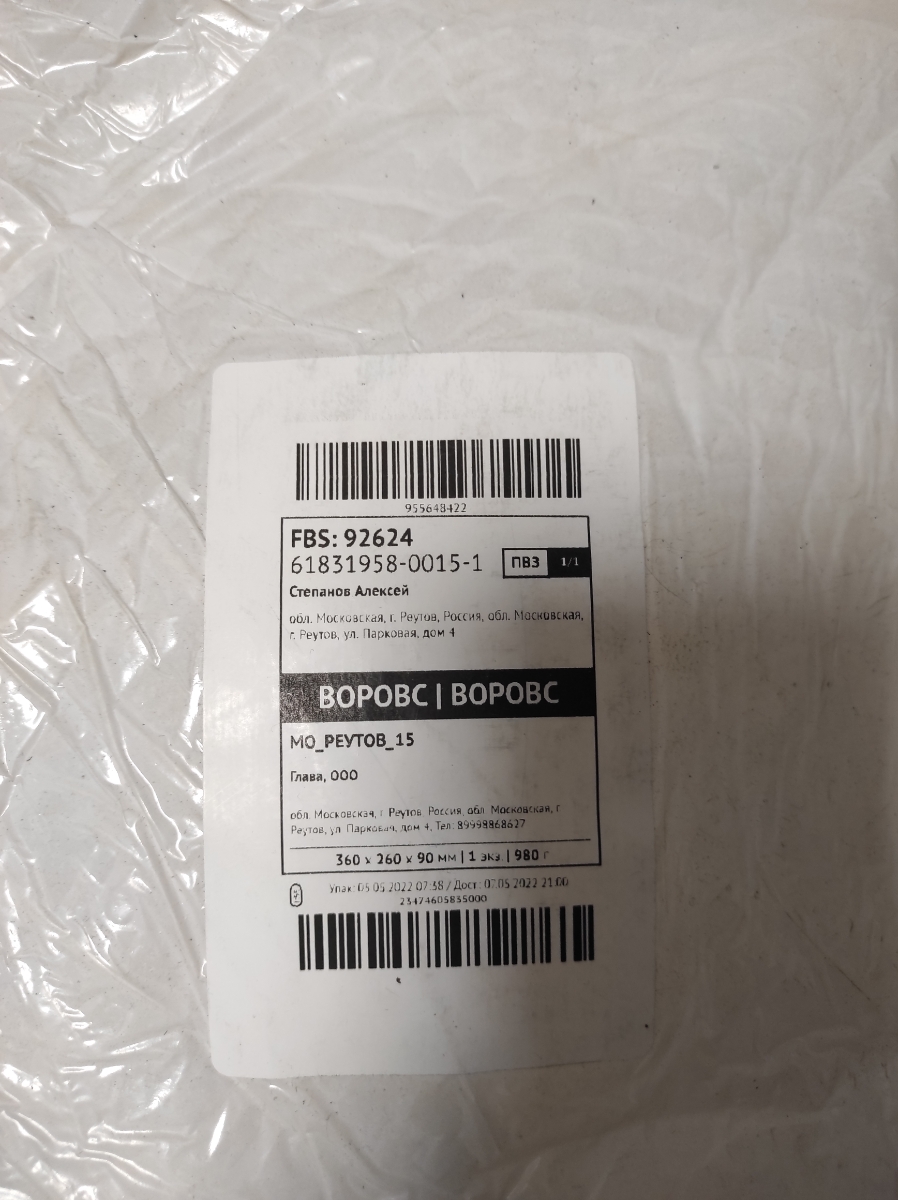 955648422
FBS: 92624
61831958-0015-1
ПВЗ 1/1
Степанов Алексей
обл. Московская, г. Реутов, Россия, обл. Московская,
г. Реутов, ул. Парковая, дом 4
ВОРОВС | ВОРОВС
МО_РЕУТОВ_15
Глава, ООО
обл. Московская, г Реутов Россия, обл. Московская, г
Реутов, ул Парковая, дом 4, Тел: 89998868627
360 x 260 x 90 мм | 1 экз. | 980 г
Упак: 05 05 2022 07:38 / Дост: 07.05 2022 21:00
23474605835000